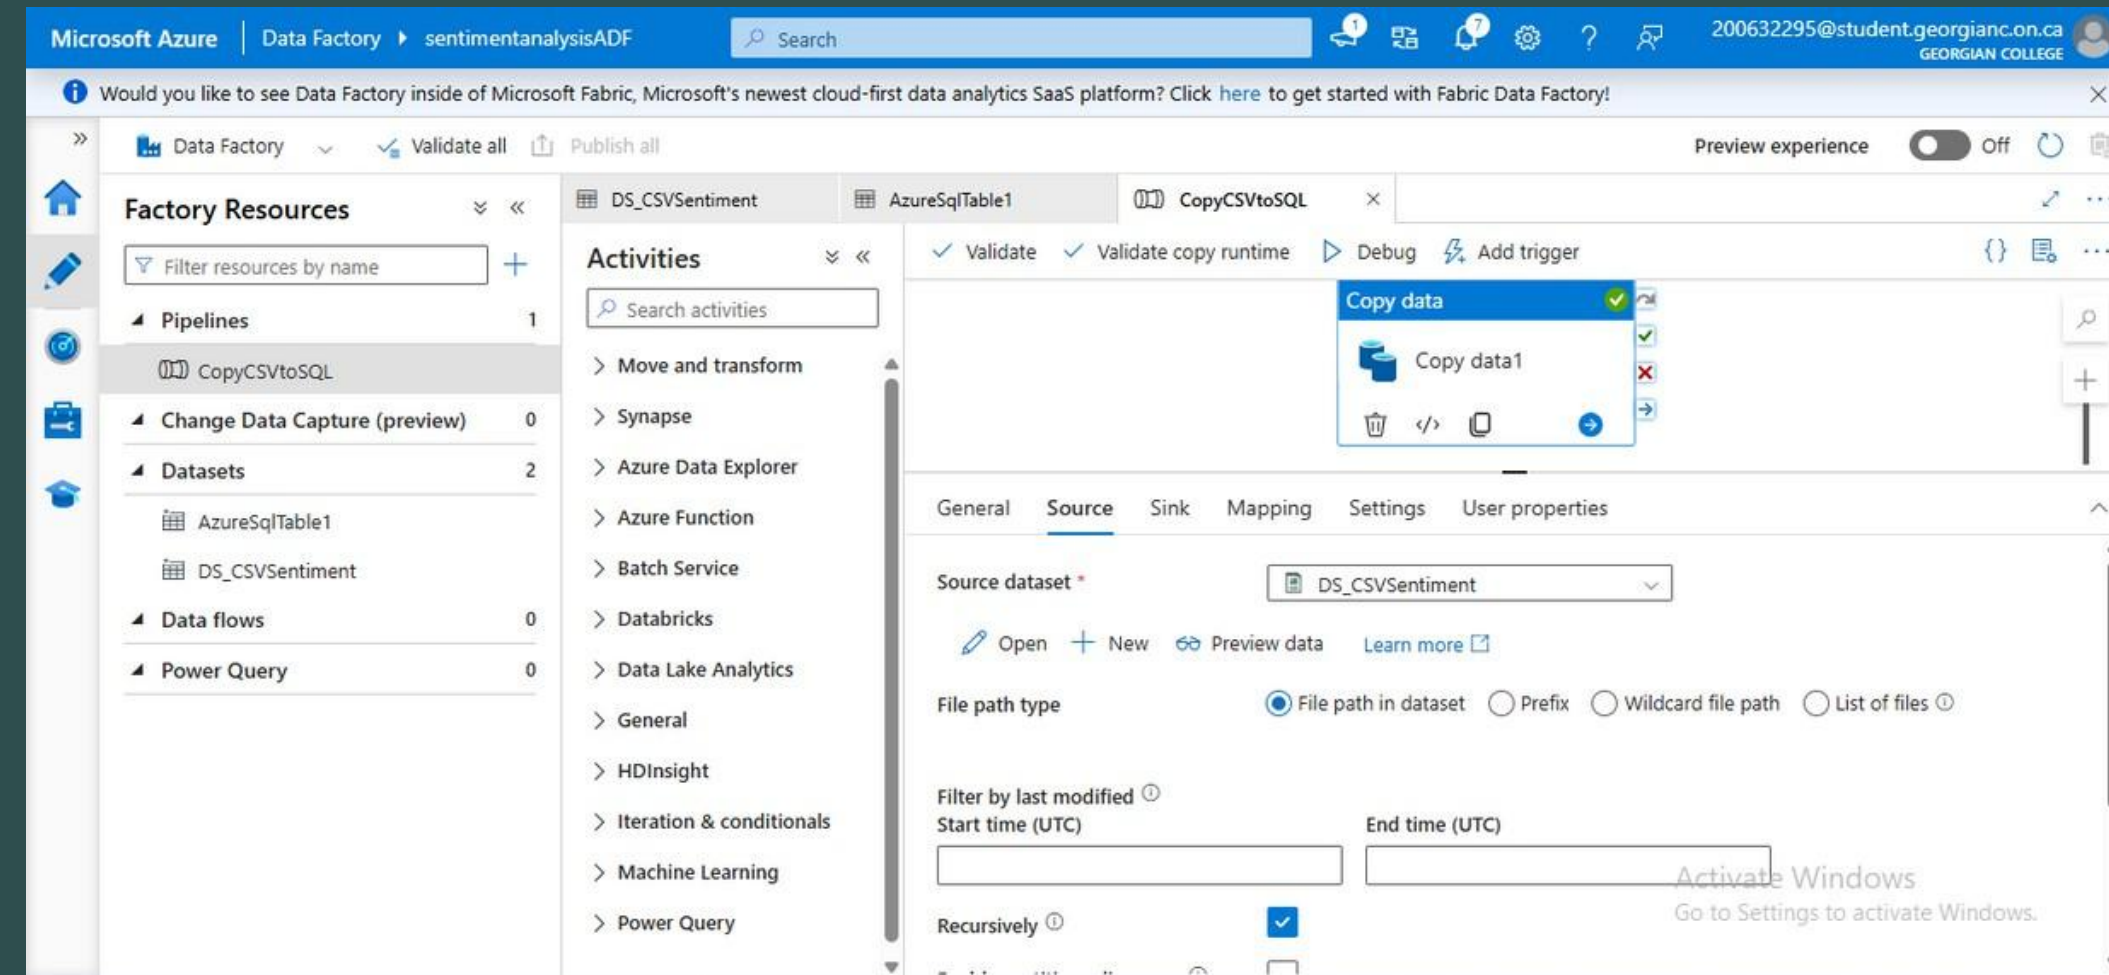 Microsoft Azure
Data Factory
sentimentanalysisADF
Search
1
7
?
200632295@student.georgianc.on.ca
GEORGIAN COLLEGE
Would you like to see Data Factory inside of Microsoft Fabric, Microsoft's newest cloud-first data analytics SaaS platform? Click here to get started with Fabric Data Factory!
Data Factory
Validate all
Publish all
Preview experience
Off
Factory Resources
Filter resources by name
Pipelines 1
CopyCSVtoSQL
Change Data Capture (preview) 0
Datasets 2
AzureSqlTable1
DS_CSVSentiment
Data flows 0
Power Query 0
DS_CSVSentiment
AzureSqlTable1
CopyCSVtoSQL
Activities
Search activities
Move and transform
Synapse
Azure Data Explorer
Azure Function
Batch Service
Databricks
Data Lake Analytics
General
HDInsight
Iteration & conditionals
Machine Learning
Power Query
Validate
Validate copy runtime
Debug
Add trigger
{}
Copy data
Copy data1
</>
General Source Sink Mapping Settings User properties
Source dataset *
DS_CSVSentiment
Open
New
Preview data
Learn more
File path type
File path in dataset
Prefix
Wildcard file path
List of files
Filter by last modified
Start time (UTC)
End time (UTC)
Recursively
Activate Windows
Go to Settings to activate Windows.